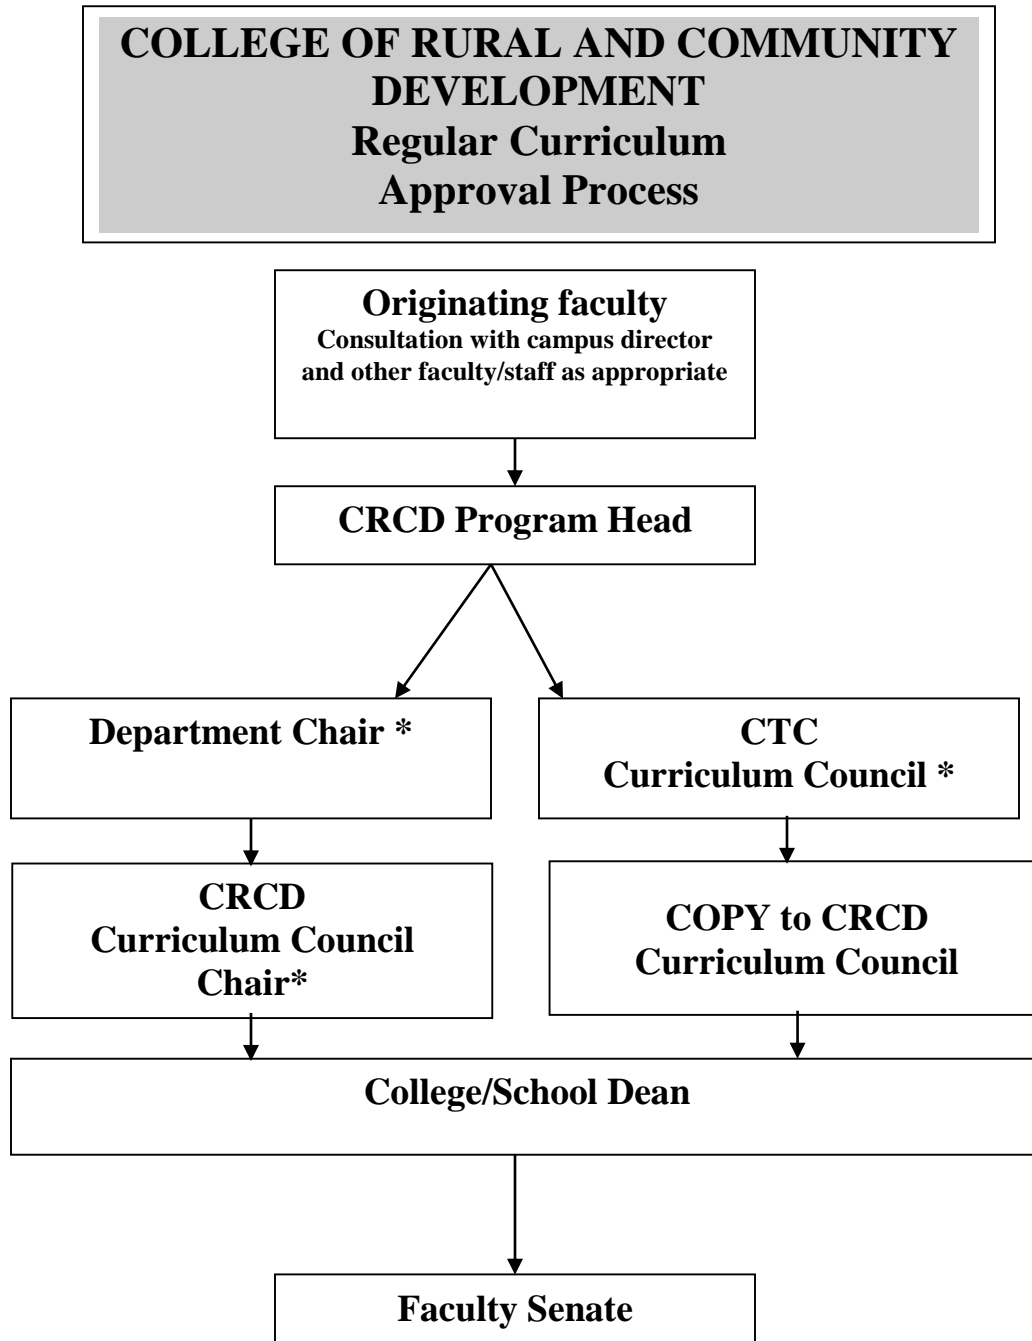 COLLEGE OF RURAL AND COMMUNITY
DEVELOPMENT
Regular Curriculum
Approval Process
Originating faculty
Consultation with campus director
and other faculty/staff as appropriate
CRCD Program Head
Department Chair *
CTC
Curriculum Council *
CRCD
Curriculum Council
Chair*
COPY to CRCD
Curriculum Council
College/School Dean
Faculty Senate